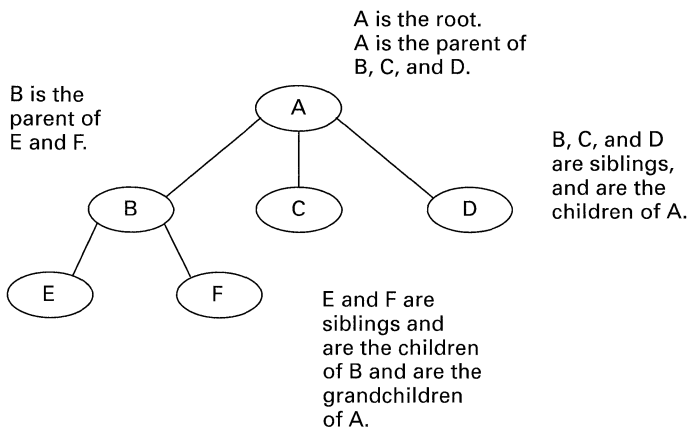 A is the root.
A is the parent of
B, C, and D.
B is the
parent of
E and F.
A
B, C, and D
are siblings,
and are the
children of A.
B
C
D
E
F
E and F are
siblings and
are the children
of B and are the
grandchildren
of A.